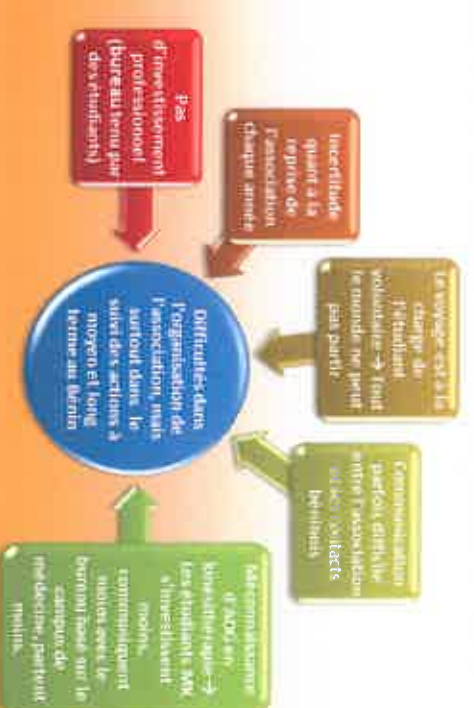 Pas
d'investissement
professionnel
(bureau tenu par
des étudiants)
Incertitude
quant à la
reprise de
l'association
chaque année
Le voyage est à la
charge de
l'étudiant
volontaire → Tout
le monde ne peut
pas partir
Communication
parfois difficile
entre l'association
et les contacts
béninois
Méconnaissance
en
kinésithérapie →
les étudiants MK
s'investissent
moins,
communiquent
moins avec le
bureau basé sur le
campus de
médecine, partent
moins.
Difficultés dans
l'organisation de
l'association, mais
surtout dans le
suivi des actions à
moyen et long
terme au Bénin